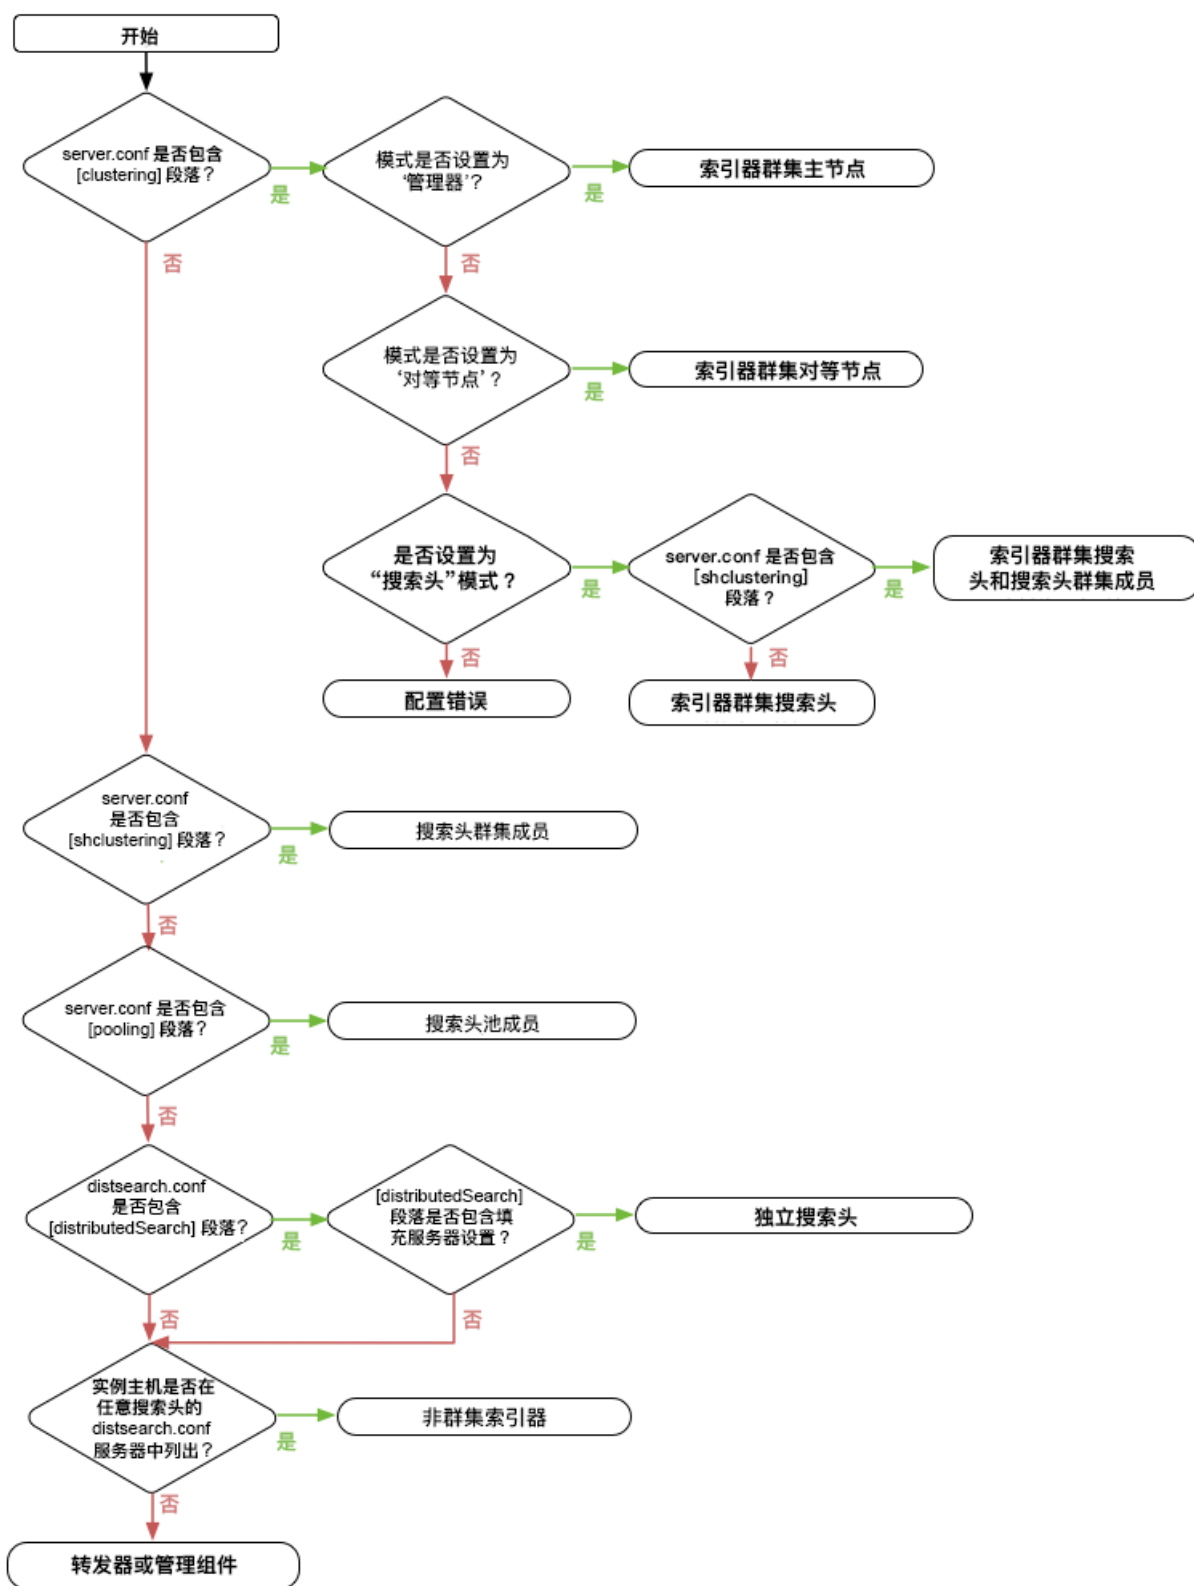 开始
server.conf 是否包含
[clustering] 段落？
是
模式是否设置为
‘管理器’？
是
索引器群集主节点
否
否
模式是否设置为
‘对等节点’？
是
索引器群集对等节点
否
是否设置为
“搜索头”模式？
是
server.conf 是否包含
[shclustering]
段落？
是
索引器群集搜索
头和搜索头群集成员
否
否
配置错误
索引器群集搜索头
server.conf
是否包含
[shclustering] 段落？
是
搜索头群集成员
否
server.conf 是否包含
[pooling] 段落？
是
搜索头池成员
否
distsearch.conf
是否包含
[distributedSearch] 段落？
是
[distributedSearch]
段落是否包含填
充服务器设置？
是
独立搜索头
否
否
实例主机是否在
任意搜索头的
distsearch.conf
服务器中列出？
是
非群集索引器
否
转发器或管理组件